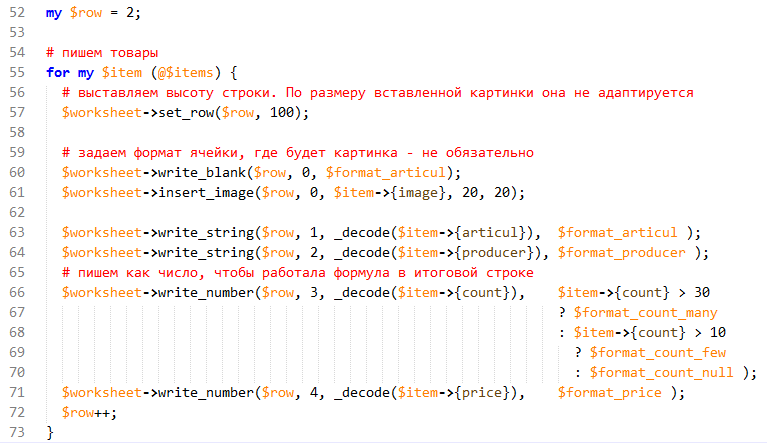 52 my $row = 2;
53
54 # пишем товары
55 for my $item (@$items) {
56   # выставляем высоту строки. По размеру вставленной картинки она не адаптируется
57   $worksheet->set_row($row, 100);
58
59   # задаем формат ячейки, где будет картинка - не обязательно
60   $worksheet->write_blank($row, 0, $format_articul);
61   $worksheet->insert_image($row, 0, $item->{image}, 20, 20);
62
63   $worksheet->write_string($row, 1, _decode($item->{articul}),  $format_articul );
64   $worksheet->write_string($row, 2, _decode($item->{producer}), $format_producer );
65   # пишем как число, чтобы работала формула в итоговой строке
66   $worksheet->write_number($row, 3, _decode($item->{count}),    $item->{count} > 30
67                                                                 ? $format_count_many
68                                                                 : $item->{count} > 10
69                                                                   ? $format_count_few
70                                                                   : $format_count_null );
71   $worksheet->write_number($row, 4, _decode($item->{price}),    $format_price );
72   $row++;
73 }